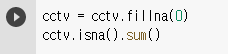 cctv = cctv.fillna(0)
cctv.isna().sum()